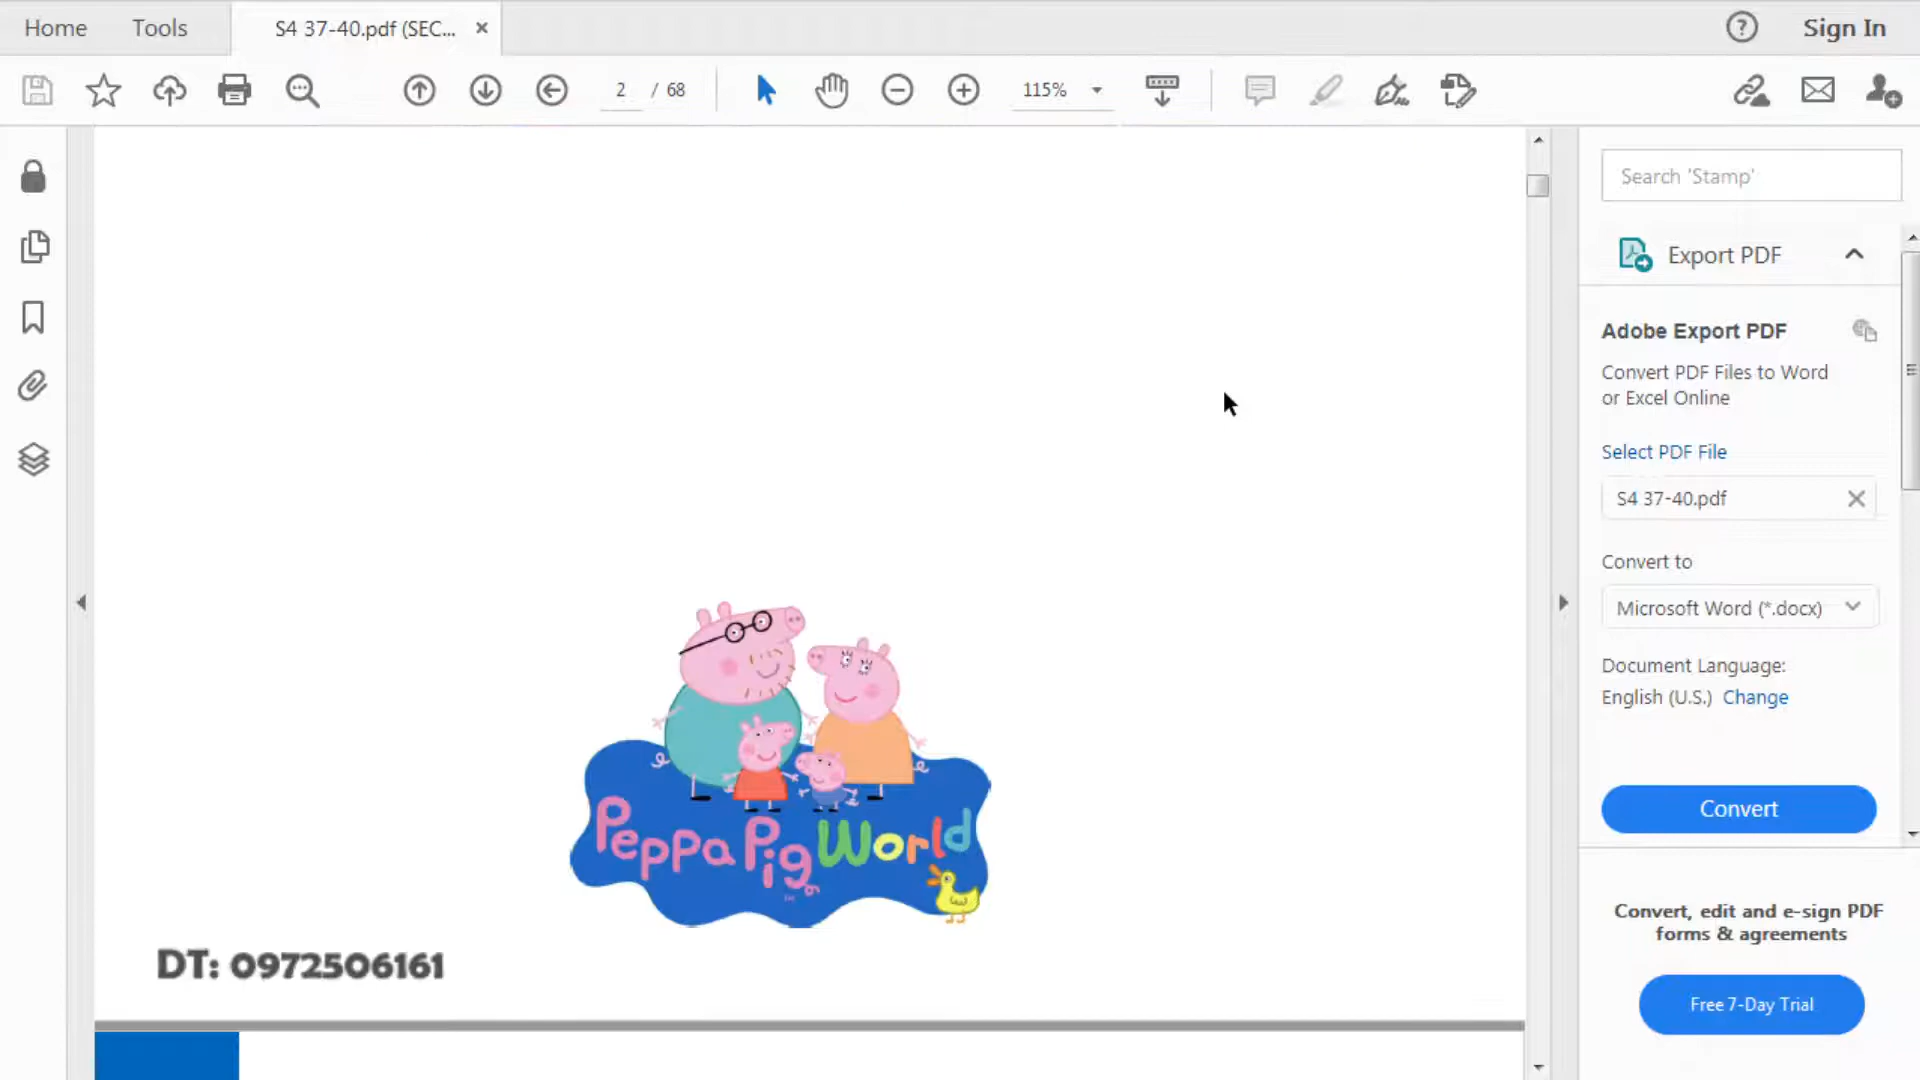 Home
Tools
S4 37-40.pdf (SEC...
Sign In
2 / 68
115%
Search 'Stamp'
Export PDF
Adobe Export PDF
Convert PDF Files to Word
or Excel Online
Select PDF File
S4 37-40.pdf
Convert to
Microsoft Word (*.docx)
Document Language:
English (U.S.) Change
Convert
Peppa Pig World
DT: 0972506161
Convert, edit and e-sign PDF
forms & agreements
Free 7-Day Trial